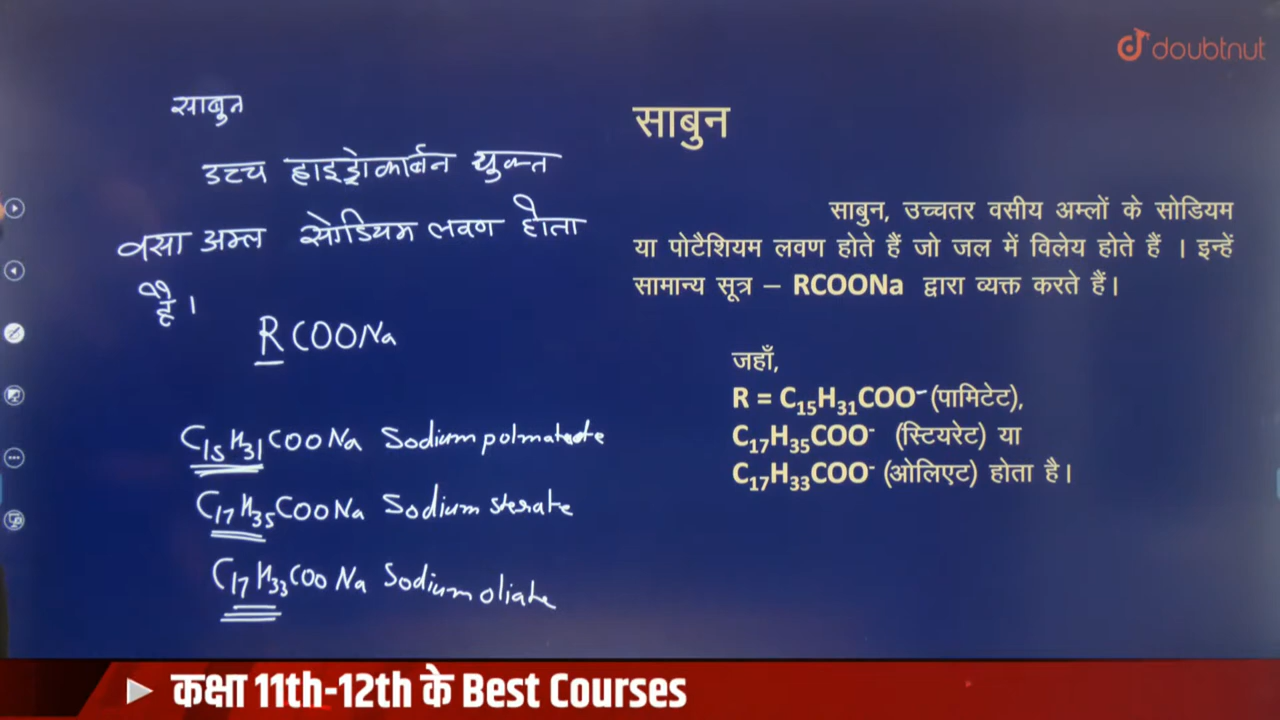 doubtnut
साबुन
उच्च हाइड्रोकार्बन युक्त
वसा अम्ल सोडियम लवण होता
है।
RCOONa
C₁₅H₃₁COONa Sodium
C₁₇H₃₅COONa Sodium sterate
C₁₇H₃₃COONa Sodium oliate
साबुन
साबुन, उच्चतर वसीय अम्लों के सोडियम
या पोटैशियम लवण होते हैं जो जल में विलेय होते हैं । इन्हें
सामान्य सूत्र – RCOONa द्वारा व्यक्त करते हैं।
जहाँ,
R = C₁₅H₃₁COO⁻ (पामिटेट),
C₁₇H₃₅COO⁻ (स्टियरेट) या
C₁₇H₃₃COO⁻ (ओलिएट) होता है।
कक्षा 11th-12th के Best Courses